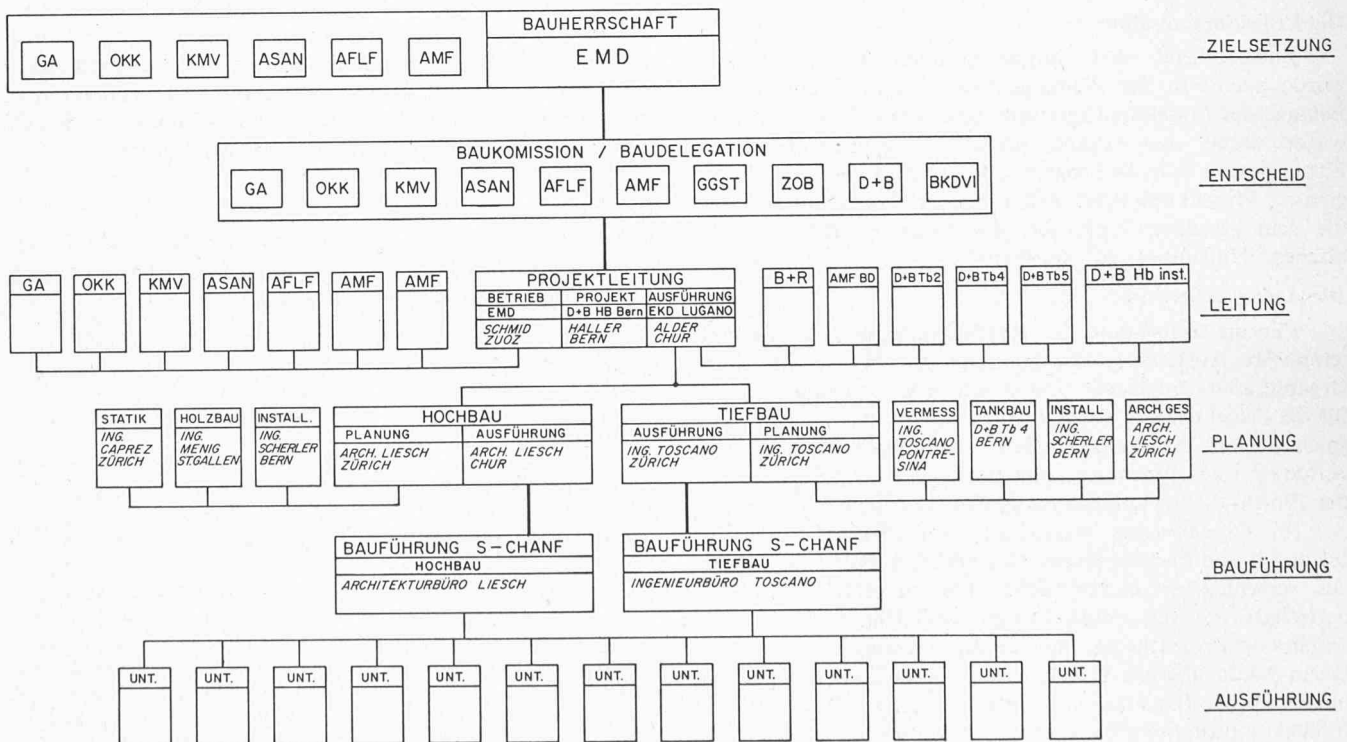 BAUHERRSCHAFT
GA OKK KMV ASAN AFLF AMF EMD
ZIELSETZUNG
BAUKOMISSION / BAUDELEGATION
GA OKK KMV ASAN AFLF AMF GGST ZOB D+B BKDVI
ENTSCHEID
GA OKK KMV ASAN AFLF AMF AMF
PROJEKTLEITUNG
BETRIEB PROJEKT AUSFÜHRUNG
EMD D+B HB Bern EKD LUGANO
SCHMID HALLER ALDER
ZUOZ BERN CHUR
B+R AMF BD D+BTb2 D+BTb4 D+BTb5 D+B Hb inst.
LEITUNG
STATIK
ING.
CAPREZ
ZÜRICH
HOLZBAU
ING.
MENIG
ST.GALLEN
INSTALL.
ING.
SCHERLER
BERN
HOCHBAU
PLANUNG AUSFÜHRUNG
ARCH. LIESCH ARCH. LIESCH
ZÜRICH CHUR
TIEFBAU
AUSFÜHRUNG PLANUNG
ING. TOSCANO ING. TOSCANO
ZÜRICH ZÜRICH
VERMESS
ING.
TOSCANO
PONTRE-
SINA
TANKBAU
D+B Tb 4
BERN
INSTALL
ING.
SCHERLER
BERN
ARCH.GES
ARCH.
LIESCH
ZÜRICH
PLANUNG
BAUFÜHRUNG S-CHANF
HOCHBAU
ARCHITEKTURBÜRO LIESCH
BAUFÜHRUNG S-CHANF
TIEFBAU
INGENIEURBÜRO TOSCANO
BAUFÜHRUNG
UNT. UNT. UNT. UNT. UNT. UNT. UNT. UNT. UNT. UNT. UNT. UNT. UNT.
AUSFÜHRUNG